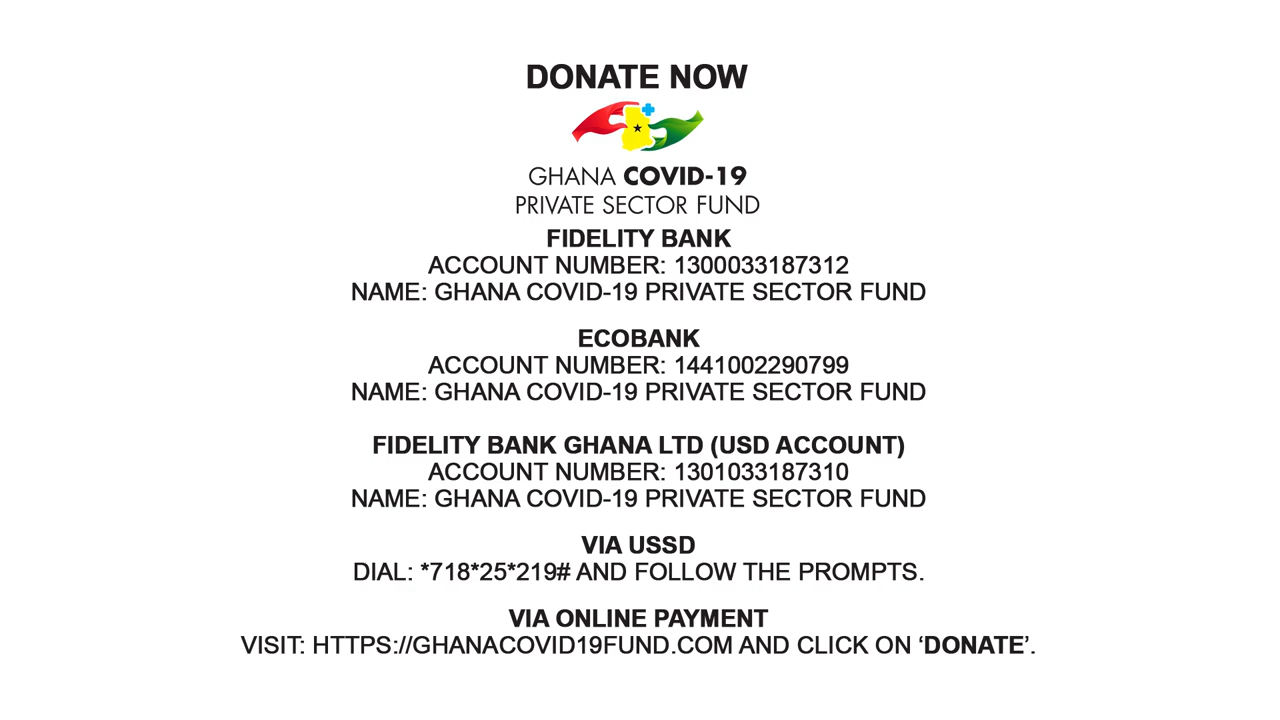 DONATE NOW
GHANA COVID-19
PRIVATE SECTOR FUND
FIDELITY BANK
ACCOUNT NUMBER: 1300033187312
NAME: GHANA COVID-19 PRIVATE SECTOR FUND
ECOBANK
ACCOUNT NUMBER: 1441002290799
NAME: GHANA COVID-19 PRIVATE SECTOR FUND
FIDELITY BANK GHANA LTD (USD ACCOUNT)
ACCOUNT NUMBER: 1301033187310
NAME: GHANA COVID-19 PRIVATE SECTOR FUND
VIA USSD
DIAL: *718*25*219# AND FOLLOW THE PROMPTS.
VIA ONLINE PAYMENT
VISIT: HTTPS://GHANACOVID19FUND.COM AND CLICK ON ‘DONATE’.